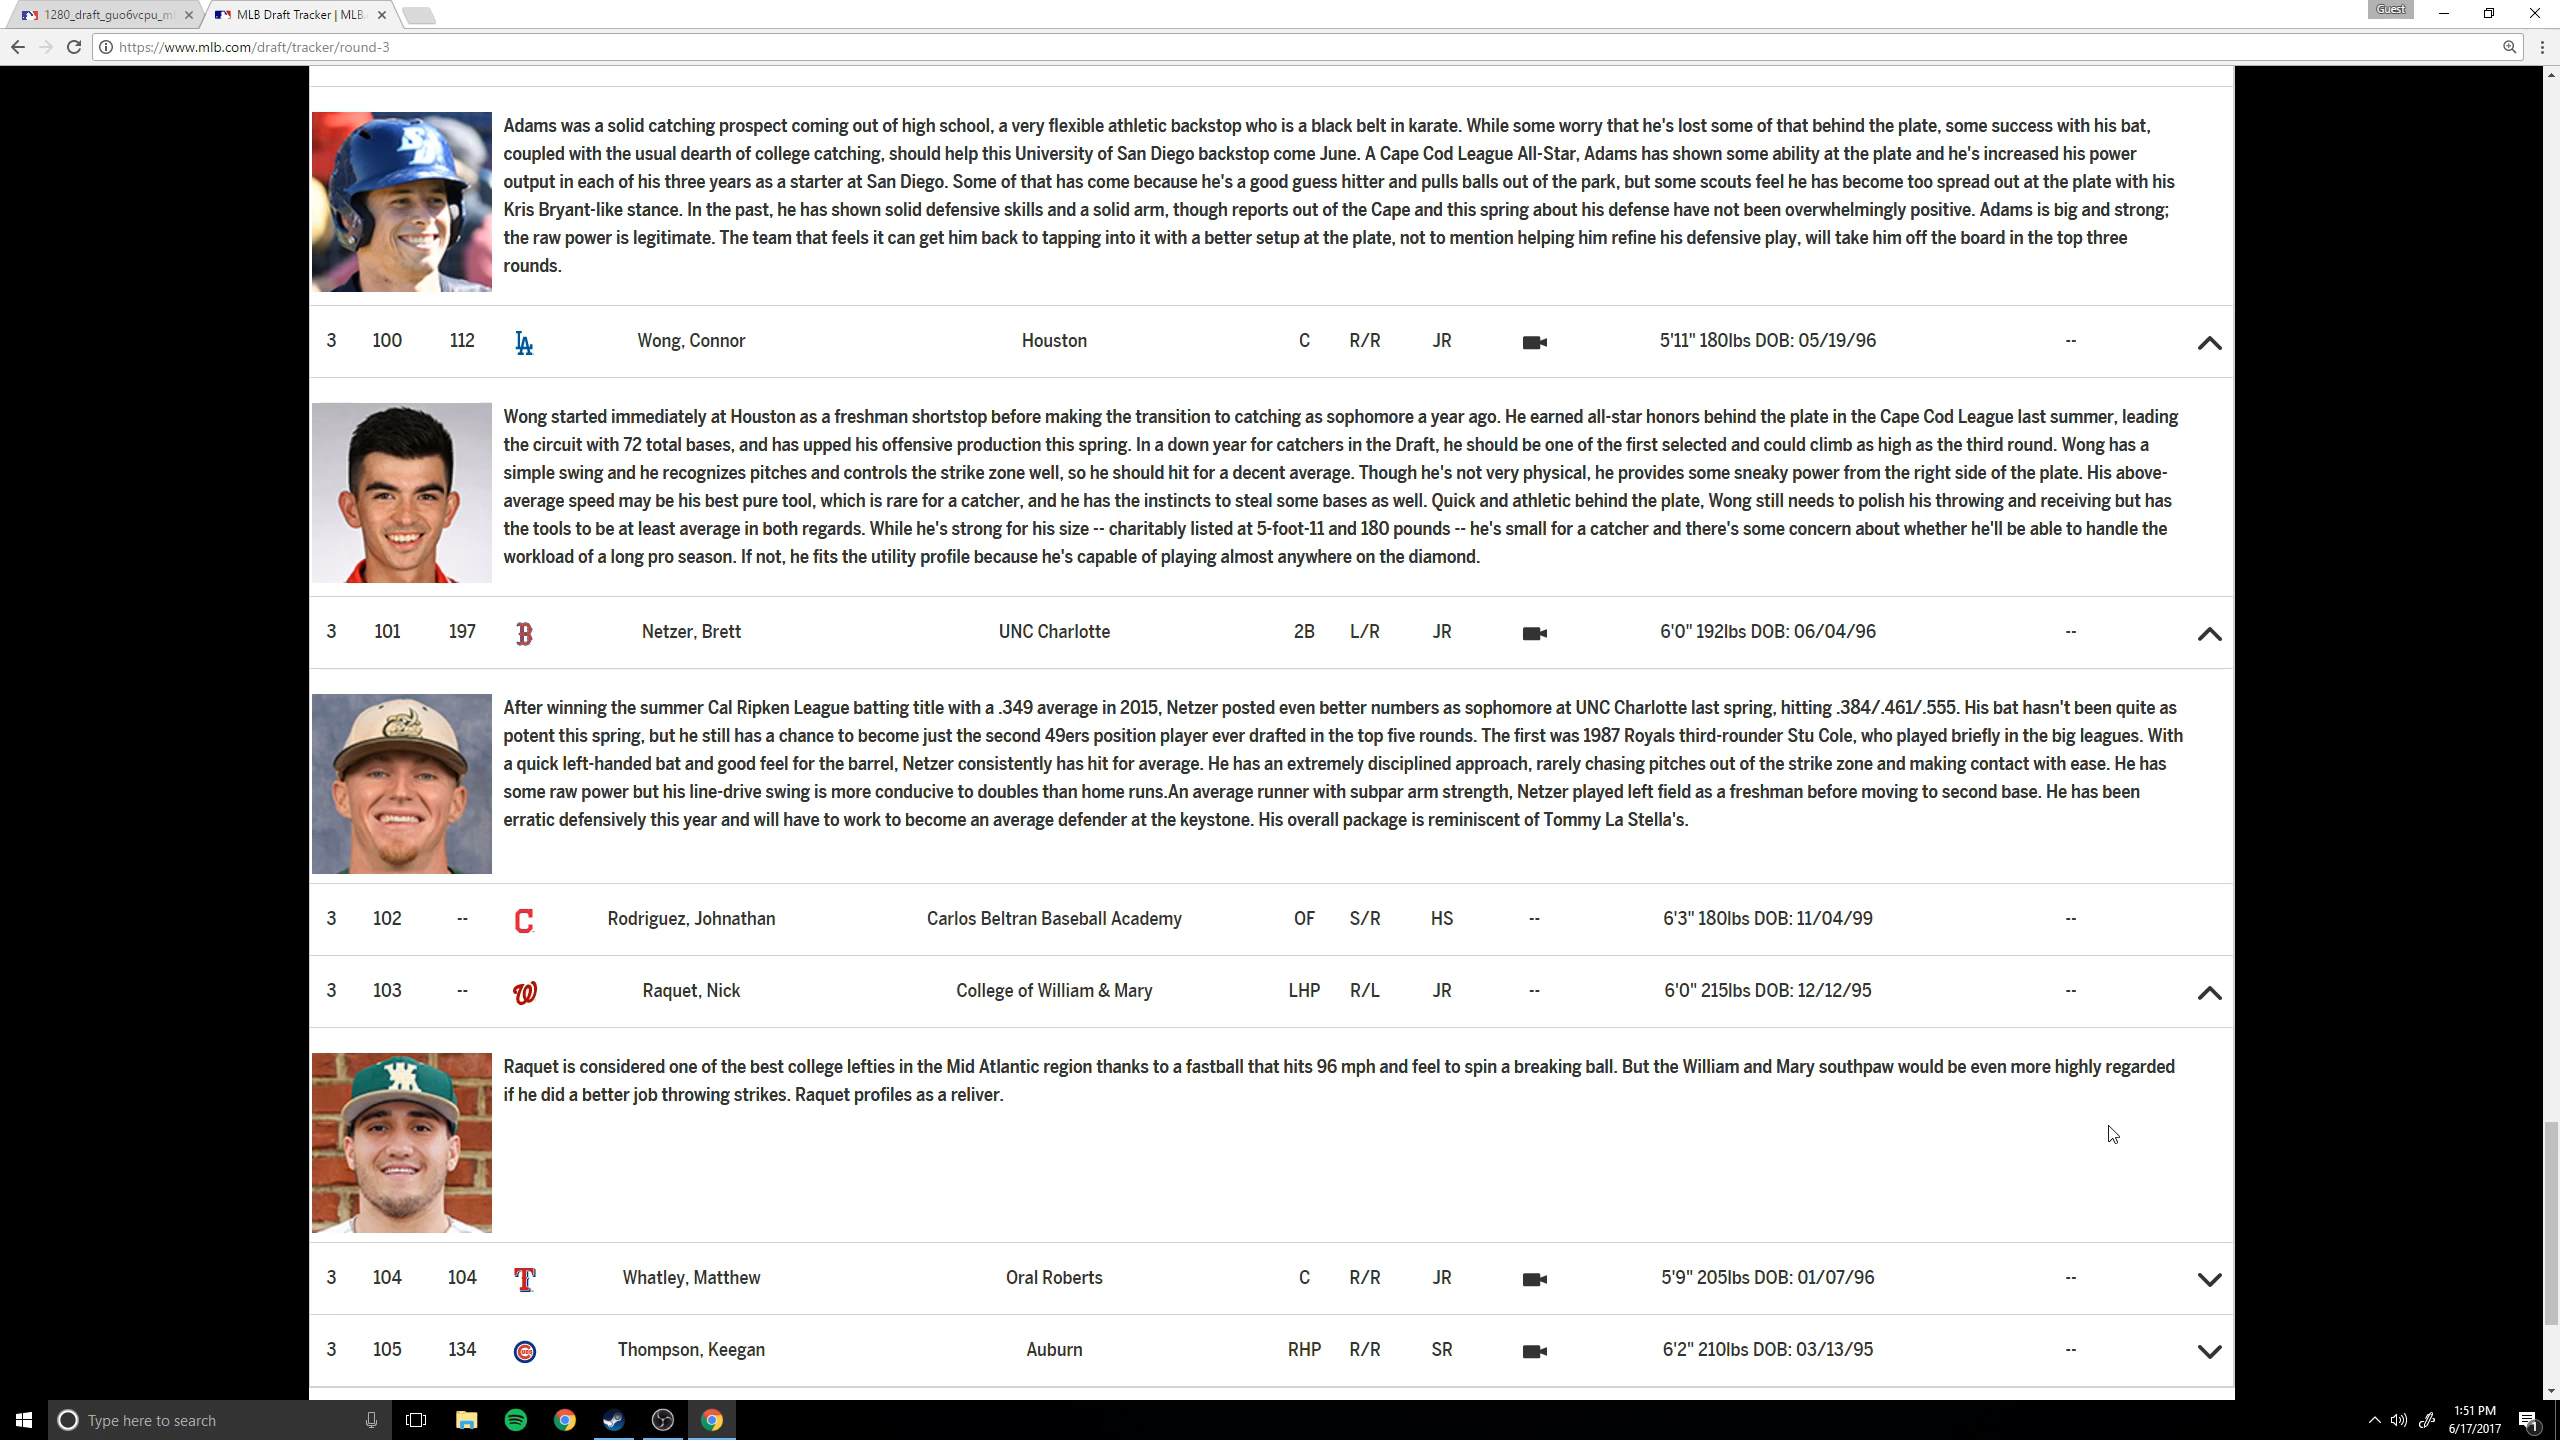 1280_draft_guo6vcpu_m
MLB Draft Tracker | MLB.
Guest
https://www.mlb.com/draft/tracker/round-3
Adams was a solid catching prospect coming out of high school, a very flexible athletic backstop who is a black belt in karate. While some worry that he's lost some of that behind the plate, some success with his bat,
coupled with the usual dearth of college catching, should help this University of San Diego backstop come June. A Cape Cod League All-Star, Adams has shown some ability at the plate and he's increased his power
output in each of his three years as a starter at San Diego. Some of that has come because he's a good guess hitter and pulls balls out of the park, but some scouts feel he has become too spread out at the plate with his
Kris Bryant-like stance. In the past, he has shown solid defensive skills and a solid arm, though reports out of the Cape and this spring about his defense have not been overwhelmingly positive. Adams is big and strong;
the raw power is legitimate. The team that feels it can get him back to tapping into it with a better setup at the plate, not to mention helping him refine his defensive play, will take him off the board in the top three
rounds.
3 100 112 LA Wong, Connor Houston C R/R JR 5'11" 180lbs DOB: 05/19/96 --
Wong started immediately at Houston as a freshman shortstop before making the transition to catching as sophomore a year ago. He earned all-star honors behind the plate in the Cape Cod League last summer, leading
the circuit with 72 total bases, and has upped his offensive production this spring. In a down year for catchers in the Draft, he should be one of the first selected and could climb as high as the third round. Wong has a
simple swing and he recognizes pitches and controls the strike zone well, so he should hit for a decent average. Though he's not very physical, he provides some sneaky power from the right side of the plate. His above-
average speed may be his best pure tool, which is rare for a catcher, and he has the instincts to steal some bases as well. Quick and athletic behind the plate, Wong still needs to polish his throwing and receiving but has
the tools to be at least average in both regards. While he's strong for his size -- charitably listed at 5-foot-11 and 180 pounds -- he's small for a catcher and there's some concern about whether he'll be able to handle the
workload of a long pro season. If not, he fits the utility profile because he's capable of playing almost anywhere on the diamond.
3 101 197 B Netzer, Brett UNC Charlotte 2B L/R JR 6'0" 192lbs DOB: 06/04/96 --
After winning the summer Cal Ripken League batting title with a .349 average in 2015, Netzer posted even better numbers as sophomore at UNC Charlotte last spring, hitting .384/.461/.555. His bat hasn't been quite as
potent this spring, but he still has a chance to become just the second 49ers position player ever drafted in the top five rounds. The first was 1987 Royals third-rounder Stu Cole, who played briefly in the big leagues. With
a quick left-handed bat and good feel for the barrel, Netzer consistently has hit for average. He has an extremely disciplined approach, rarely chasing pitches out of the strike zone and making contact with ease. He has
some raw power but his line-drive swing is more conducive to doubles than home runs.An average runner with subpar arm strength, Netzer played left field as a freshman before moving to second base. He has been
erratic defensively this year and will have to work to become an average defender at the keystone. His overall package is reminiscent of Tommy La Stella's.
3 102 -- C Rodriguez, Johnathan Carlos Beltran Baseball Academy OF S/R HS -- 6'3" 180lbs DOB: 11/04/99 --
3 103 -- W Raquet, Nick College of William & Mary LHP R/L JR -- 6'0" 215lbs DOB: 12/12/95 --
Raquet is considered one of the best college lefties in the Mid Atlantic region thanks to a fastball that hits 96 mph and feel to spin a breaking ball. But the William and Mary southpaw would be even more highly regarded
if he did a better job throwing strikes. Raquet profiles as a reliver.
3 104 104 T Whatley, Matthew Oral Roberts C R/R JR 5'9" 205lbs DOB: 01/07/96 --
3 105 134 Thompson, Keegan Auburn RHP R/R SR 6'2" 210lbs DOB: 03/13/95 --
Type here to search
1:51 PM
6/17/2017
1